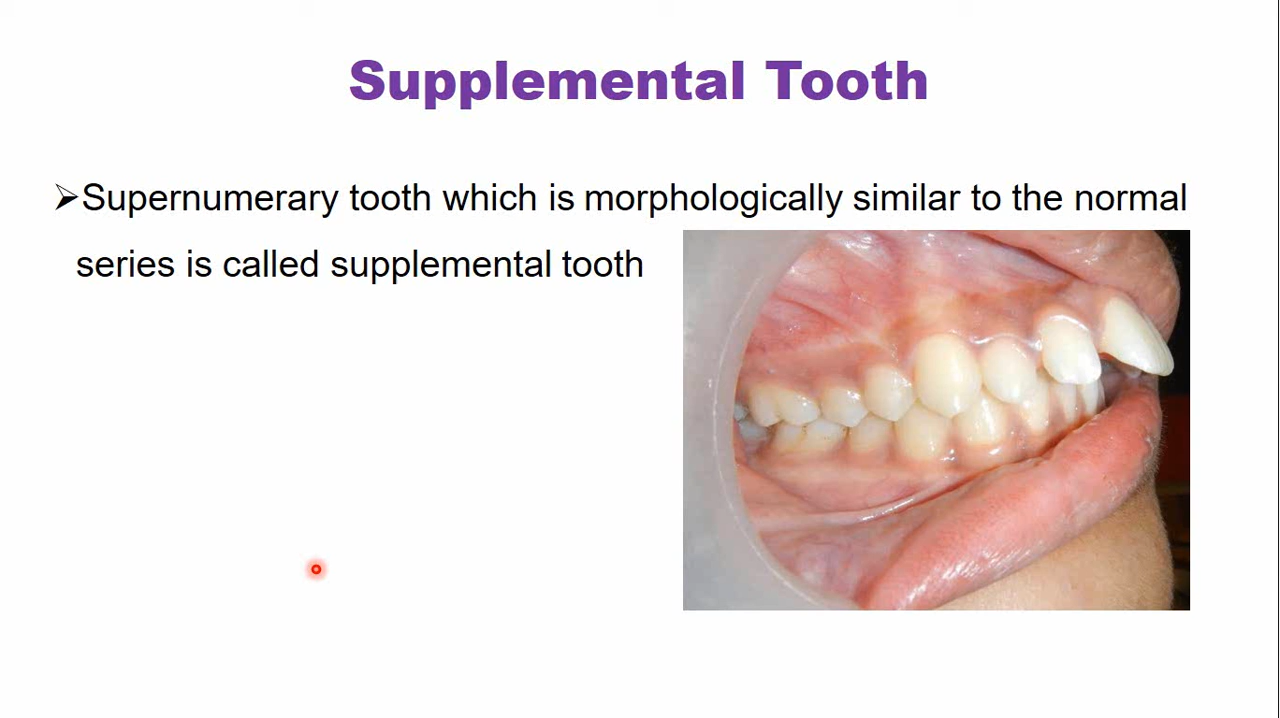 Supplemental Tooth
➢Supernumerary tooth which is morphologically similar to the normal
series is called supplemental tooth